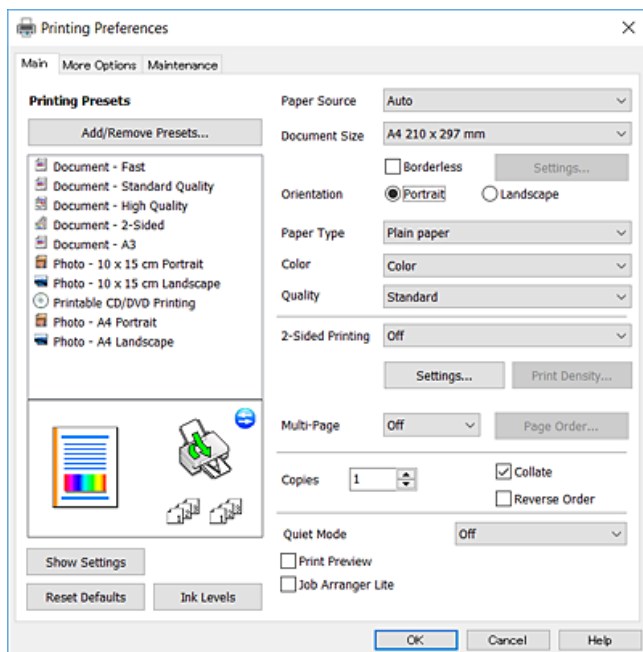 Printing Preferences
Main More Options Maintenance
Printing Presets
Add/Remove Presets...
Document - Fast
Document - Standard Quality
Document - High Quality
Document - 2-Sided
Document - A3
Photo - 10 x 15 cm Portrait
Photo - 10 x 15 cm Landscape
Printable CD/DVD Printing
Photo - A4 Portrait
Photo - A4 Landscape
Show Settings
Reset Defaults Ink Levels
Paper Source Auto
Document Size A4 210 x 297 mm
Borderless Settings...
Orientation Portrait Landscape
Paper Type Plain paper
Color Color
Quality Standard
2-Sided Printing Off
Settings... Print Density...
Multi-Page Off Page Order...
Copies 1 Collate
Reverse Order
Quiet Mode Off
Print Preview
Job Arranger Lite
OK Cancel Help